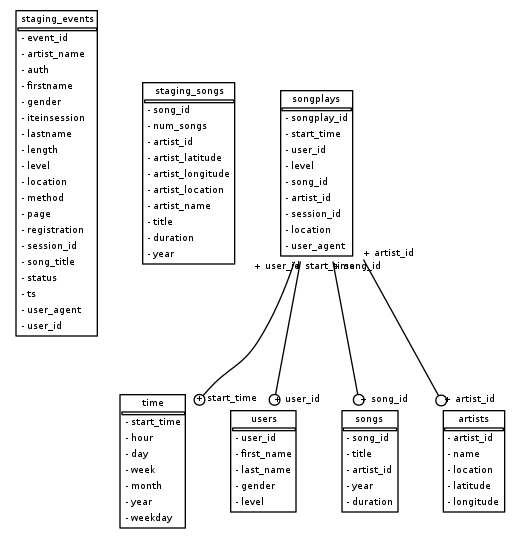 staging_events
- event_id
- artist_name
- auth
- firstname
- gender
- iteinsession
- lastname
- length
- level
- location
- method
- page
- registration
- session_id
- song_title
- status
- ts
- user_agent
- user_id
staging_songs
- song_id
- num_songs
- artist_id
- artist_latitude
- artist_longitude
- artist_location
- artist_name
- title
- duration
- year
songplays
- songplay_id
- start_time
- user_id
- level
- song_id
- artist_id
- session_id
- location
- user_agent
+ artist_id
+ user_id
+ start_time
+ song_id
+ start_time
+ user_id
+ song_id
+ artist_id
time
- start_time
- hour
- day
- week
- month
- year
- weekday
users
- user_id
- first_name
- last_name
- gender
- level
songs
- song_id
- title
- artist_id
- year
- duration
artists
- artist_id
- name
- location
- latitude
- longitude